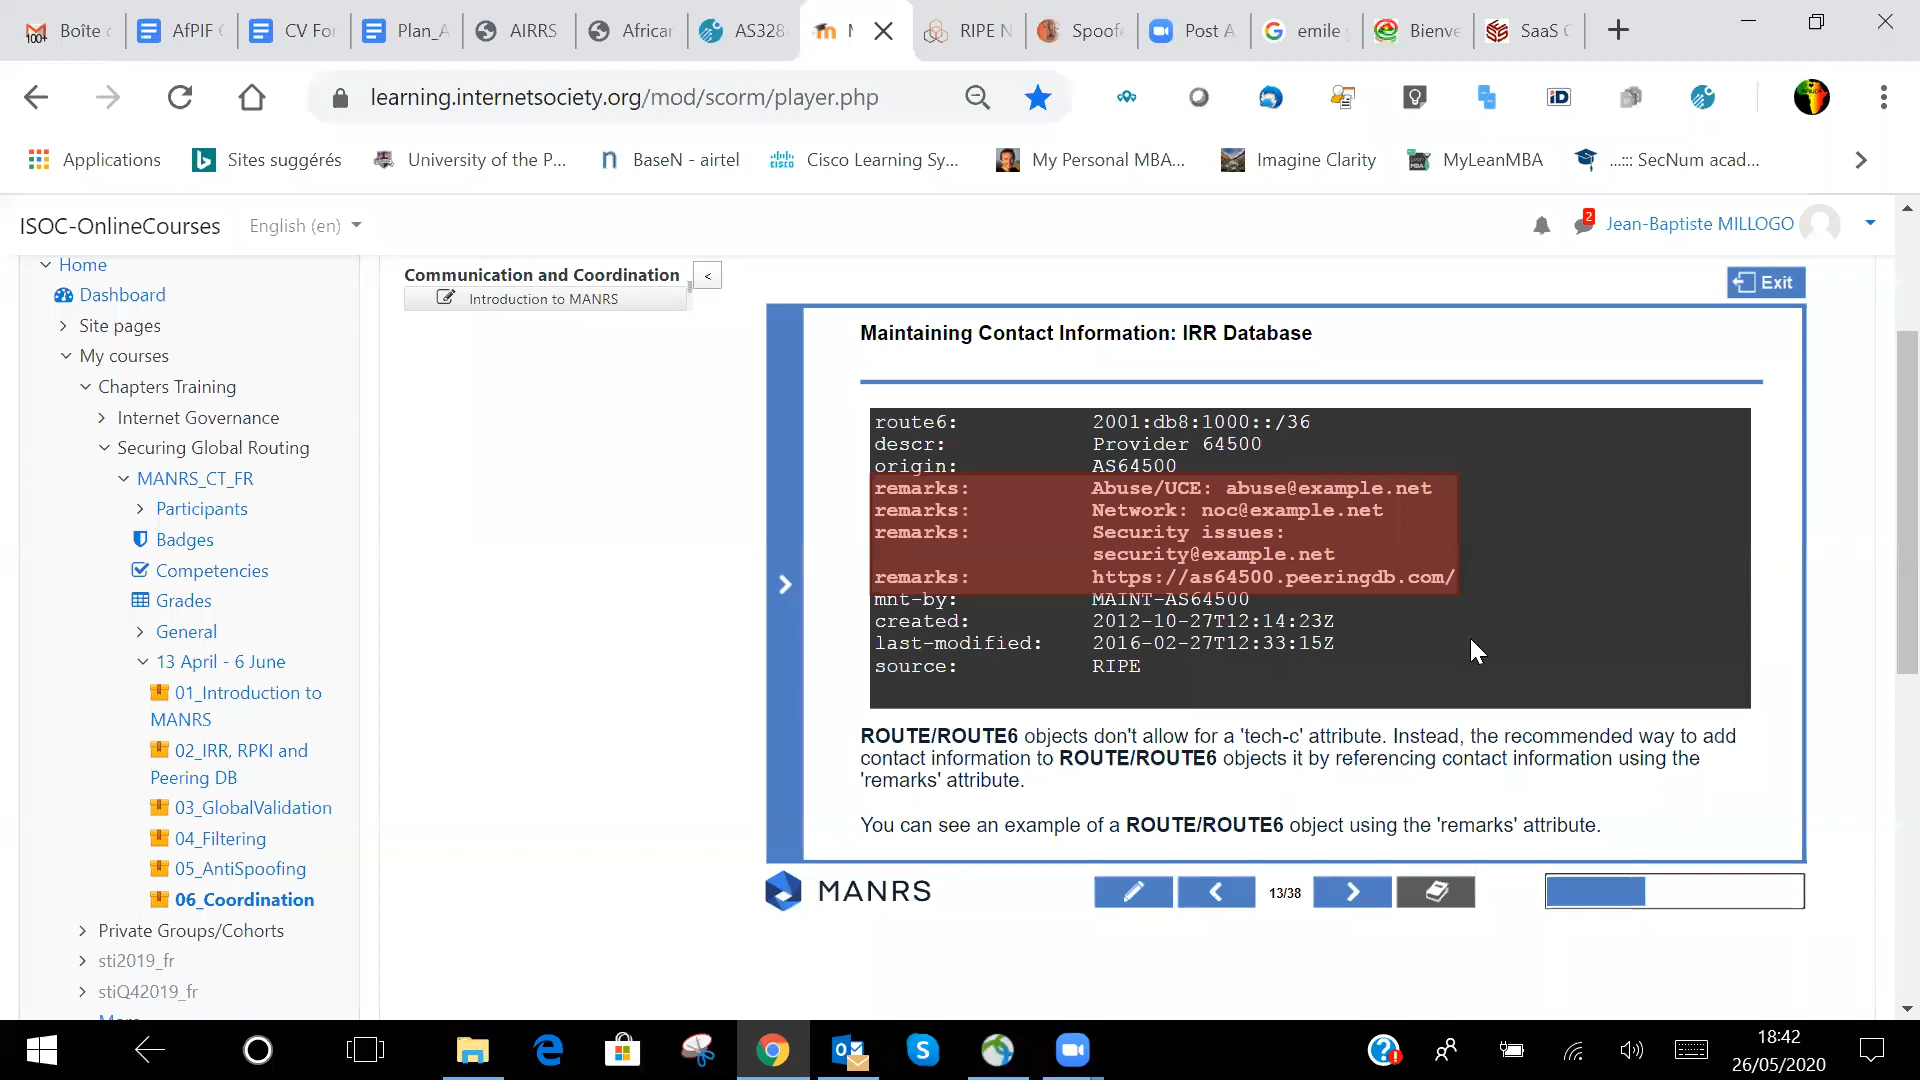 Boîte
AfPIF
CV For
Plan_A
AIRRS
Africar
AS328
RIPE N
Spoofe
Post A
emile
Bienve
SaaS
learning.internetsociety.org/mod/scorm/player.php
Applications
Sites suggérés
University of the P...
BaseN - airtel
Cisco Learning Sy...
My Personal MBA...
Imagine Clarity
MyLeanMBA
...::: SecNum acad...
ISOC-OnlineCourses
English (en)
2
Jean-Baptiste MILLOGO
Home
Dashboard
Site pages
My courses
Chapters Training
Internet Governance
Securing Global Routing
MANRS_CT_FR
Participants
Badges
Competencies
Grades
General
13 April - 6 June
01_Introduction to
MANRS
02_IRR, RPKI and
Peering DB
03_GlobalValidation
04_Filtering
05_AntiSpoofing
06_Coordination
Private Groups/Cohorts
sti2019_fr
stiQ42019_fr
Communication and Coordination
<
Introduction to MANRS
Exit
Maintaining Contact Information: IRR Database
route6: 2001:db8:1000::/36
descr: Provider 64500
origin: AS64500
remarks: Abuse/UCE: abuse@example.net
remarks: Network: noc@example.net
remarks: Security issues:
security@example.net
remarks: https://as64500.peeringdb.com/
mnt-by: MAINT-AS64500
created: 2012-10-27T12:14:23Z
last-modified: 2016-02-27T12:33:15Z
source: RIPE
ROUTE/ROUTE6 objects don't allow for a 'tech-c' attribute. Instead, the recommended way to add
contact information to ROUTE/ROUTE6 objects it by referencing contact information using the
'remarks' attribute.
You can see an example of a ROUTE/ROUTE6 object using the 'remarks' attribute.
MANRS
13/38
18:42
26/05/2020